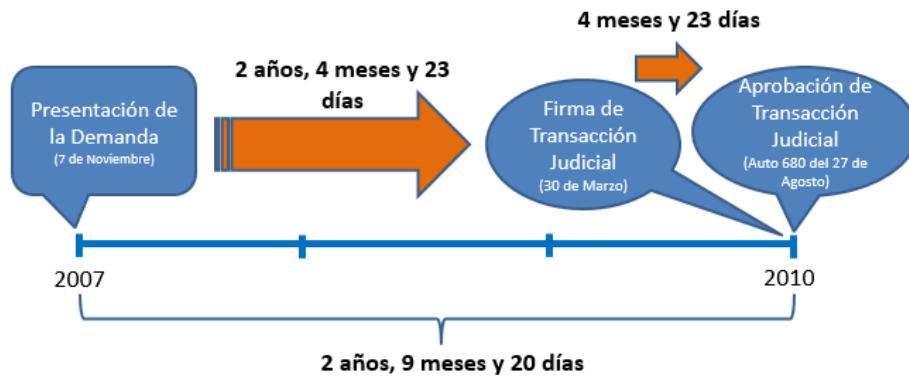 4 meses y 23 días
2 años, 4 meses y 23
días
Presentación de
la Demanda
(7 de Noviembre)
Firma de
Transacción
Judicial
(30 de Marzo)
Aprobación de
Transacción
Judicial
(Auto 680 del 27 de
Agosto)
2007
2010
2 años, 9 meses y 20 días